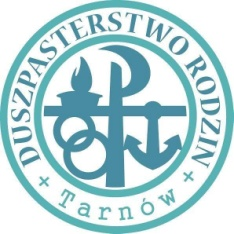 DUSZPASTERSTWO RODZIN
+ Tarnów +